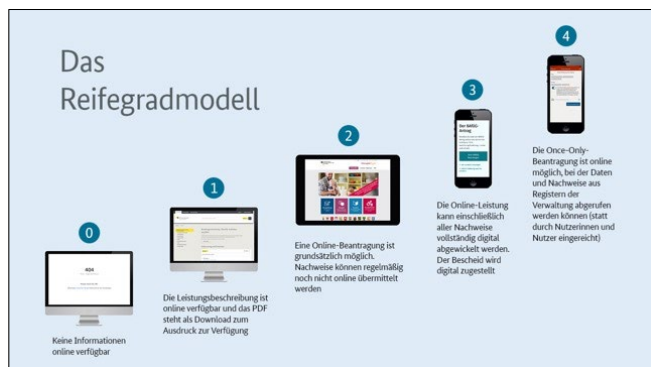 Das
Reifegradmodell
0
404
Keine Informationen
online verfügbar
1
Die Leistungsbeschreibung ist
online verfügbar und das PDF
steht als Download zum
Ausdruck zur Verfügung
2
Eine Online-Beantragung ist
grundsätzlich möglich.
Nachweise können regelmäßig
noch nicht online übermittelt
werden
3
Die Online-Leistung
kann einschließlich
aller Nachweise
vollständig digital
abgewickelt werden.
Der Bescheid wird
digital zugestellt
4
Die Once-Only-
Beantragung ist online
möglich, bei der Daten
und Nachweise aus
Registern der
Verwaltung abgerufen
werden können (statt
durch Nutzerinnen und
Nutzer eingereicht)